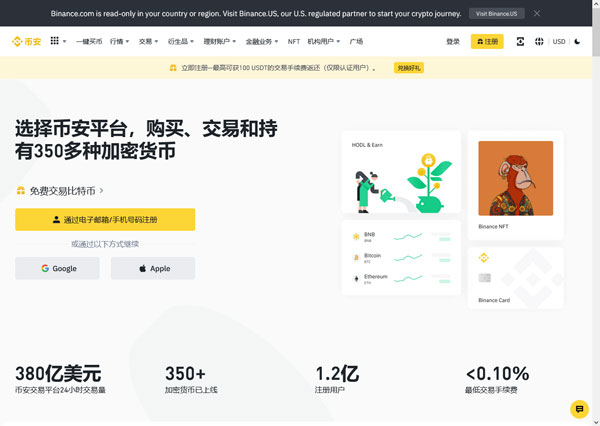 Binance.com is read-only in your country or region. Visit Binance.US, our U.S. regulated partner to start your crypto journey. Visit Binance.US
币安 一键买币 行情 交易 衍生品 理财账户 金融业务 NFT 机构用户 广场 登录 注册 USD
立即注册—最高可获100 USDT的交易手续费返还（仅限认证用户）。 兑换好礼
选择币安平台，购买、交易和持
有350多种加密货币
免费交易比特币
通过电子邮箱/手机号码注册
或通过以下方式继续
Google Apple
HODL & Earn
BNB
BNB
Bitcoin
BTC
Ethereum
ETH
Binance NFT
Binance Card
380亿美元 350+ 1.2亿 <0.10%
币安交易平台24小时交易量 加密货币已上线 注册用户 最低交易手续费